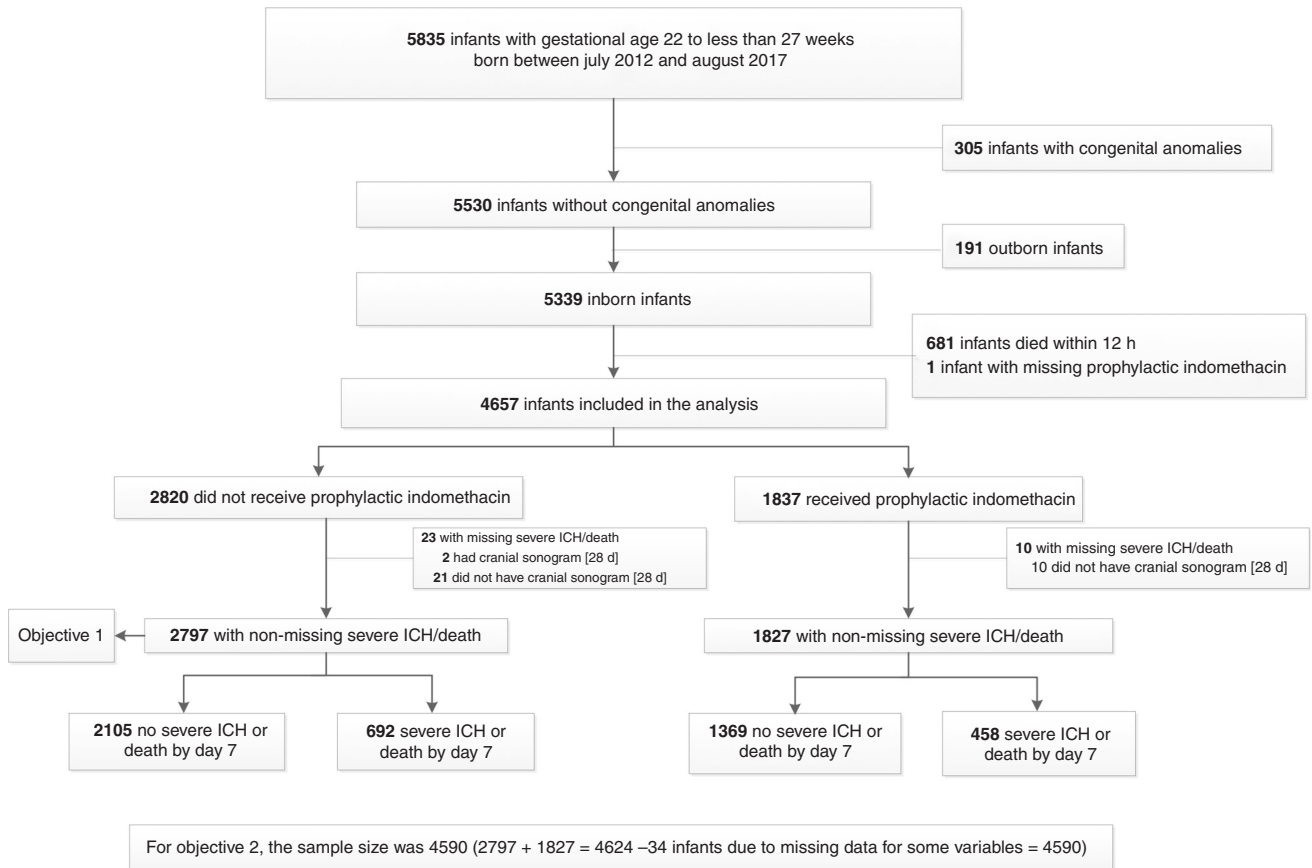 5835 infants with gestational age 22 to less than 27 weeks
born between july 2012 and august 2017
305 infants with congenital anomalies
5530 infants without congenital anomalies
191 outborn infants
5339 inborn infants
681 infants died within 12 h
1 infant with missing prophylactic indomethacin
4657 infants included in the analysis
2820 did not receive prophylactic indomethacin
1837 received prophylactic indomethacin
23 with missing severe ICH/death
2 had cranial sonogram [28 d]
21 did not have cranial sonogram [28 d]
10 with missing severe ICH/death
10 did not have cranial sonogram [28 d]
Objective 1
2797 with non-missing severe ICH/death
1827 with non-missing severe ICH/death
2105 no severe ICH or
death by day 7
692 severe ICH or
death by day 7
1369 no severe ICH or
death by day 7
458 severe ICH or
death by day 7
For objective 2, the sample size was 4590 (2797 + 1827 = 4624 –34 infants due to missing data for some variables = 4590)